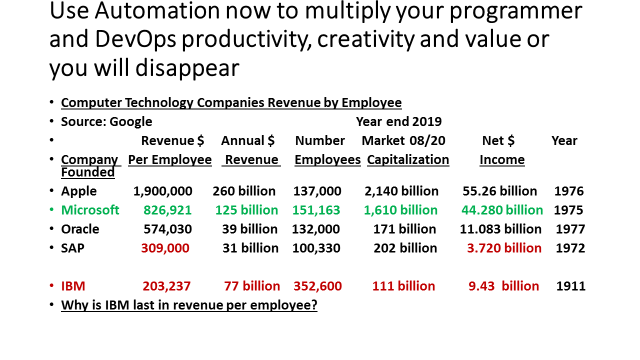 Use Automation now to multiply your programmer
and DevOps productivity, creativity and value or
you will disappear
• Computer Technology Companies Revenue by Employee
• Source: Google Year end 2019
• Revenue $ Annual $ Number Market 08/20 Net $ Year
• Company Per Employee Revenue Employees Capitalization Income
Founded
• Apple 1,900,000 260 billion 137,000 2,140 billion 55.26 billion 1976
• Microsoft 826,921 125 billion 151,163 1,610 billion 44.280 billion 1975
• Oracle 574,030 39 billion 132,000 171 billion 11.083 billion 1977
• SAP 309,000 31 billion 100,330 202 billion 3.720 billion 1972
• IBM 203,237 77 billion 352,600 111 billion 9.43 billion 1911
• Why is IBM last in revenue per employee?